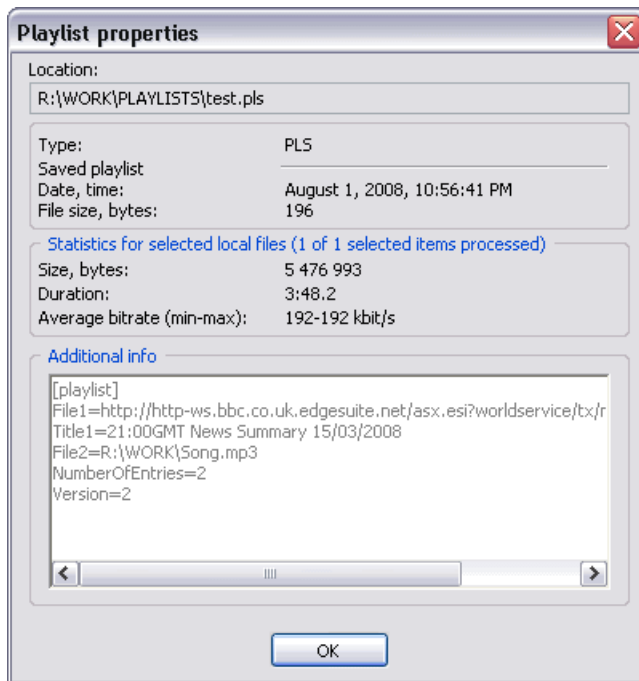 Playlist properties
Location:
R:\WORK\PLAYLISTS\test.pls
Type: PLS
Saved playlist
Date, time: August 1, 2008, 10:56:41 PM
File size, bytes: 196
Statistics for selected local files (1 of 1 selected items processed)
Size, bytes: 5 476 993
Duration: 3:48.2
Average bitrate (min-max): 192-192 kbit/s
Additional info
[playlist]
File1=http://http-ws.bbc.co.uk.edgesuite.net/asx.esi?worldservice/tx/r
Title1=21:00GMT News Summary 15/03/2008
File2=R:\WORK\Song.mp3
NumberOfEntries=2
Version=2
OK